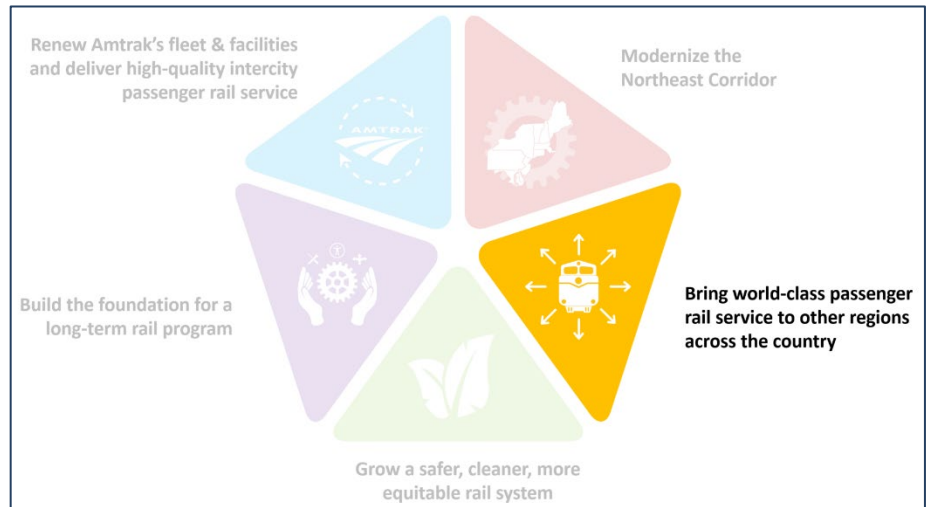 Renew Amtrak's fleet & facilities
and deliver high-quality intercity
passenger rail service
Modernize the
Northeast Corridor
AMTRAK
Bring world-class passenger
rail service to other regions
across the country
Build the foundation for a
long-term rail program
Grow a safer, cleaner, more
equitable rail system